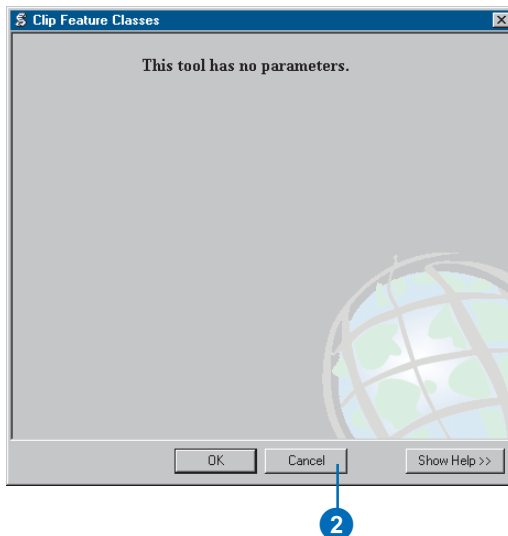 Clip Feature Classes
This tool has no parameters.
OK
Cancel
Show Help >>
2